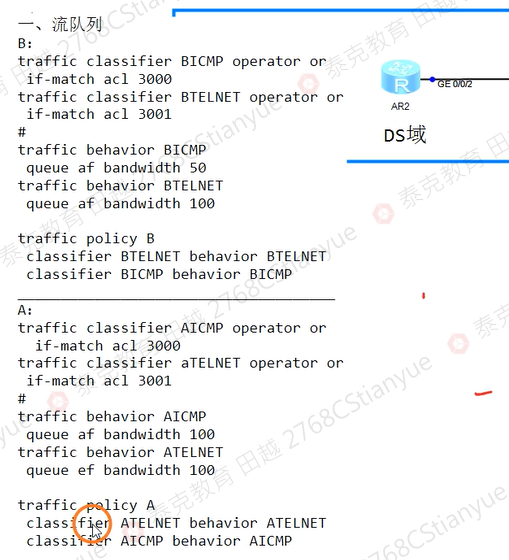 一、流队列
B:
traffic classifier BICMP operator or
if-match acl 3000
traffic classifier BTELNET operator or
if-match acl 3001
#
traffic behavior BICMP
queue af bandwidth 50
traffic behavior BTELNET
queue af bandwidth 100
traffic policy B
classifier BTELNET behavior BTELNET
classifier BICMP behavior BICMP
A:
traffic classifier AICMP operator or
if-match acl 3000
traffic classifier aTELNET operator or
if-match acl 3001
#
traffic behavior AICMP
queue af bandwidth 100
traffic behavior ATELNET
queue ef bandwidth 100
traffic policy A
classifier ATELNET behavior ATELNET
classifier AICMP behavior AICMP
R
GE 0/0/2
AR2
DS域
泰克教育 田越 2768CStianyue